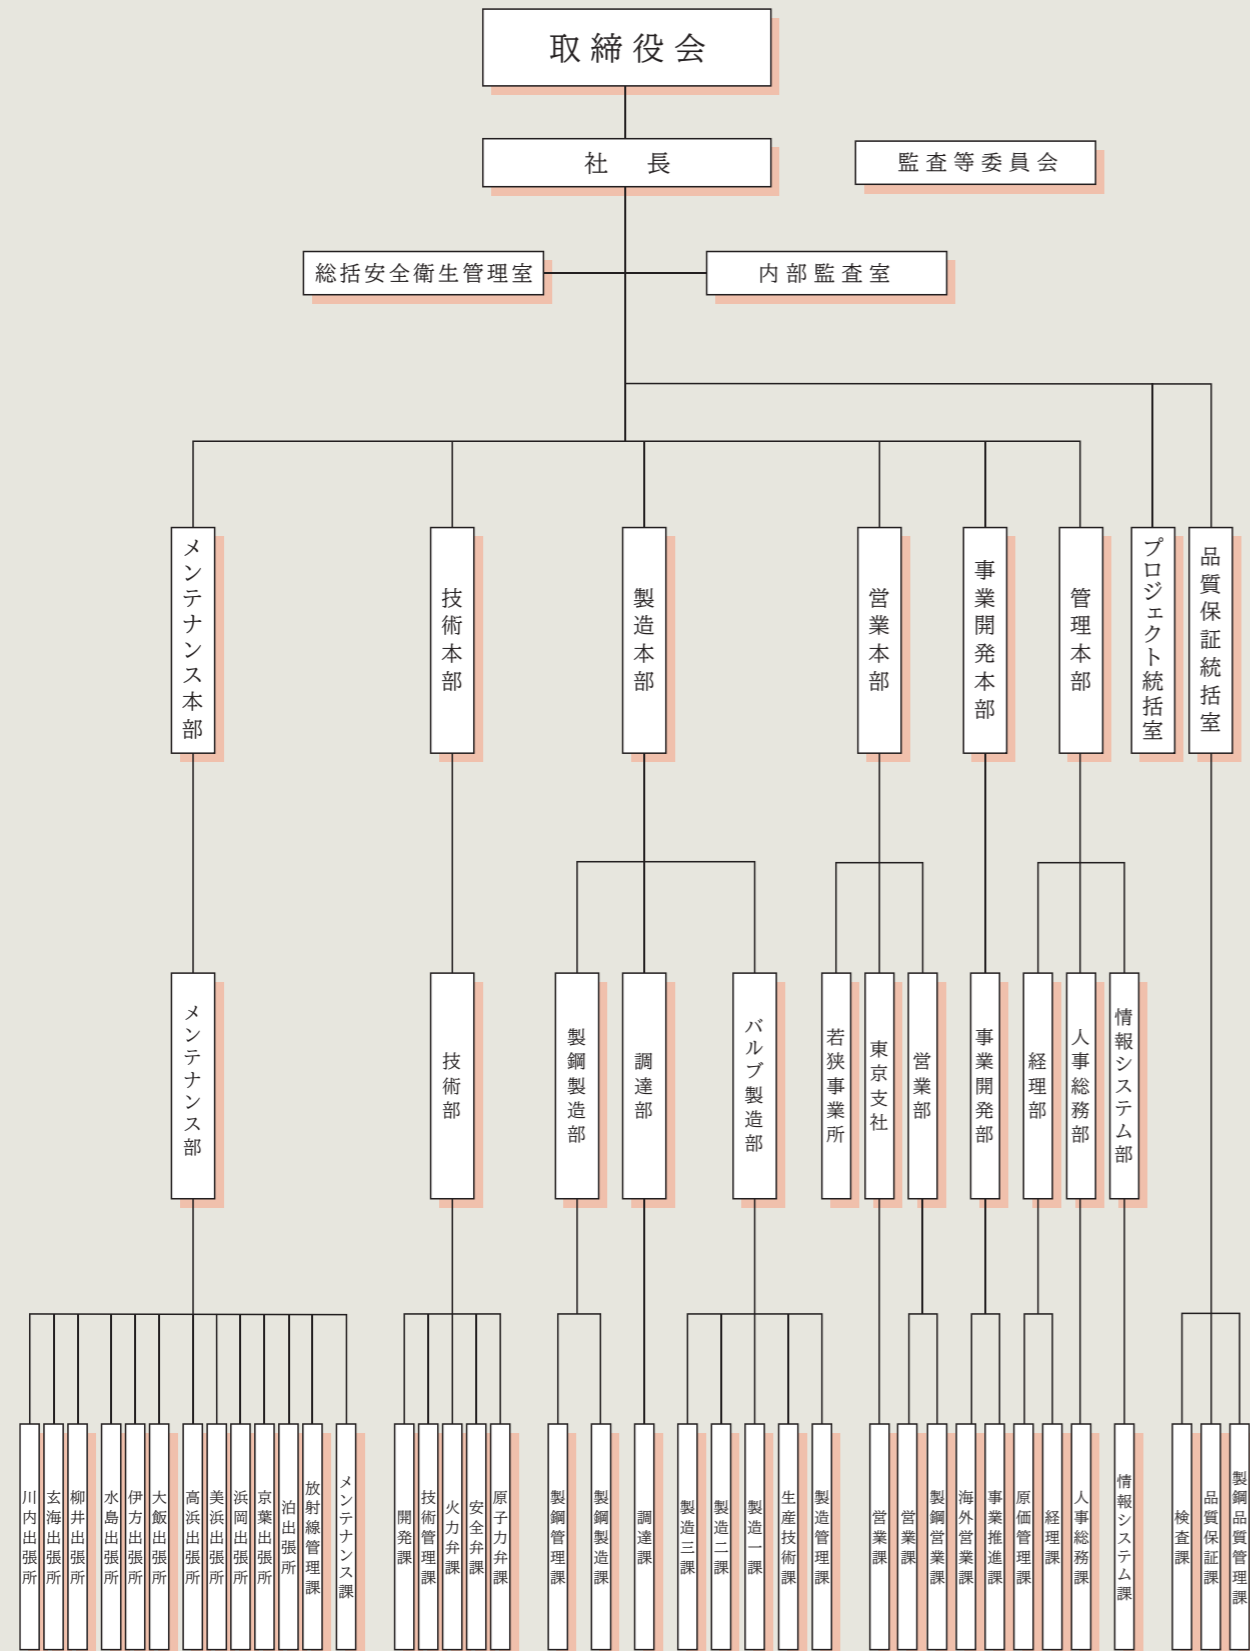 取締役会
社長
監査等委員会
総括安全衛生管理室
内部監査室
メンテナンス本部
技術本部
製造本部
営業本部
事業開発本部
管理本部
プロジェクト統括室
品質保証統括室
メンテナンス部
技術部
製鋼製造部
調達部
バルブ製造部
若狭事業所
東京支社
営業部
事業開発部
経理部
人事総務部
情報システム部
川内出張所
玄海出張所
柳井出張所
水島出張所
伊方出張所
大飯出張所
高浜出張所
美浜出張所
浜岡出張所
京葉出張所
泊出張所
放射線管理課
メンテナンス課
開発課
技術管理課
火力弁課
安全弁課
原子力弁課
製鋼管理課
製鋼製造課
調達課
製造三課
製造二課
製造一課
生産技術課
製造管理課
営業課
営業課
製鋼営業課
海外営業課
事業推進課
原価管理課
経理課
人事総務課
情報システム課
検査課
品質保証課
製鋼品質管理課